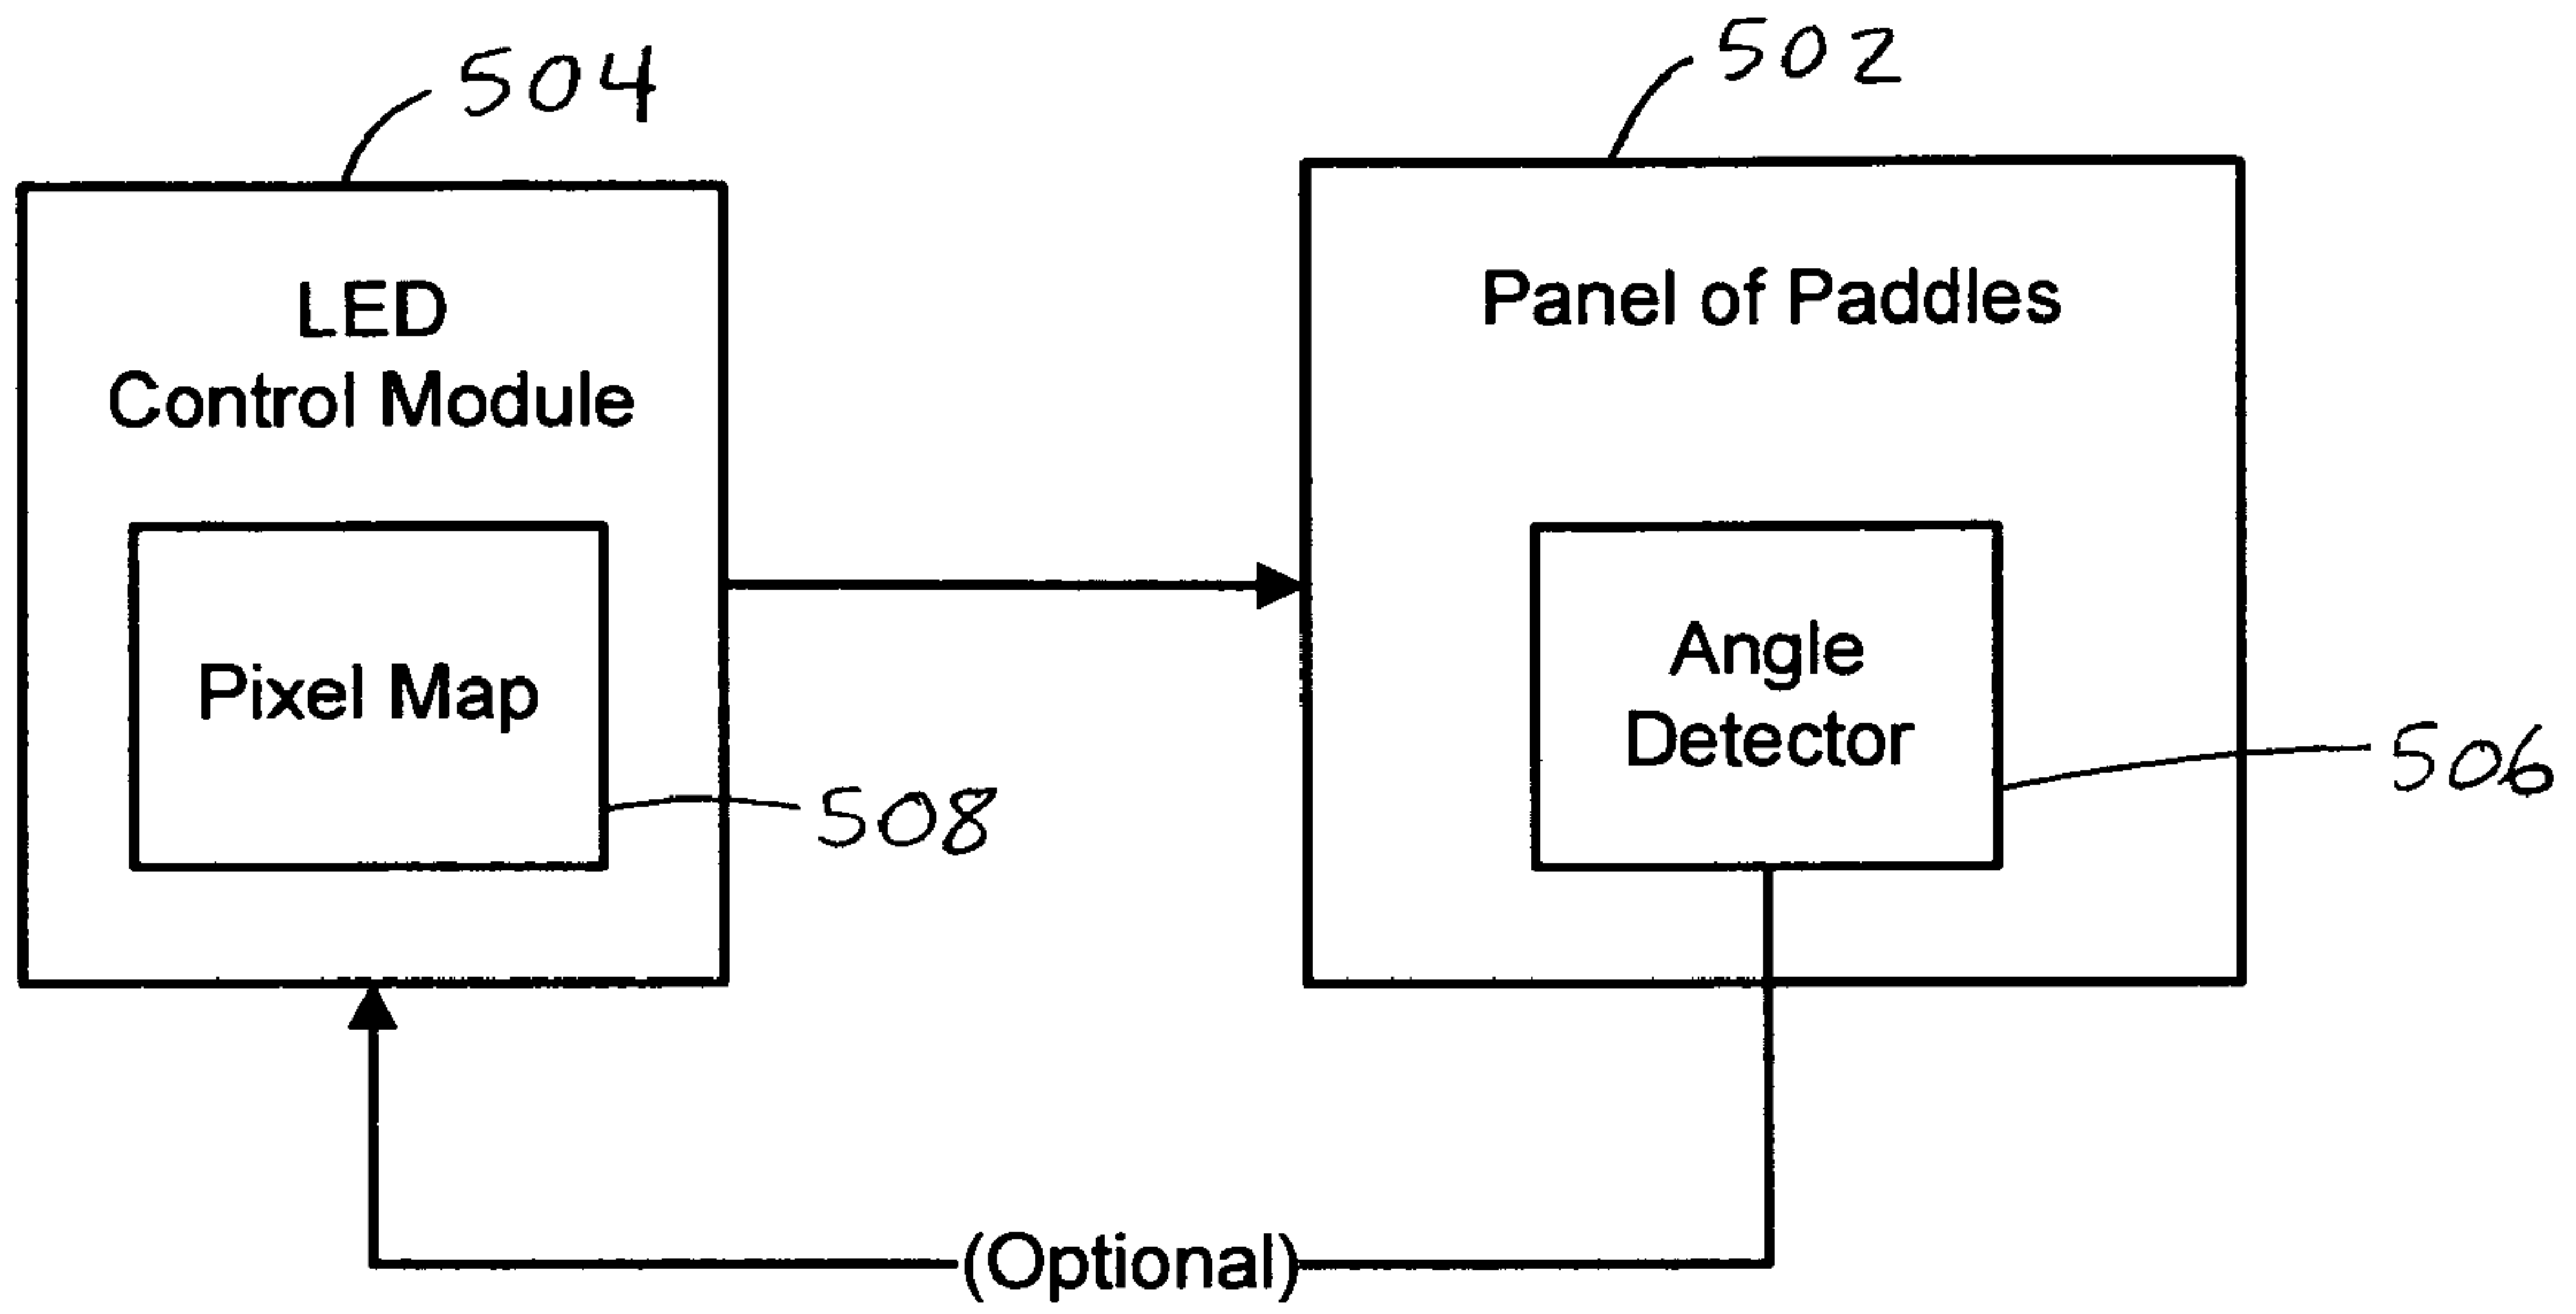 504
502
LED
Control Module
Panel of Paddles
Pixel Map
Angle
Detector
508
506
(Optional)